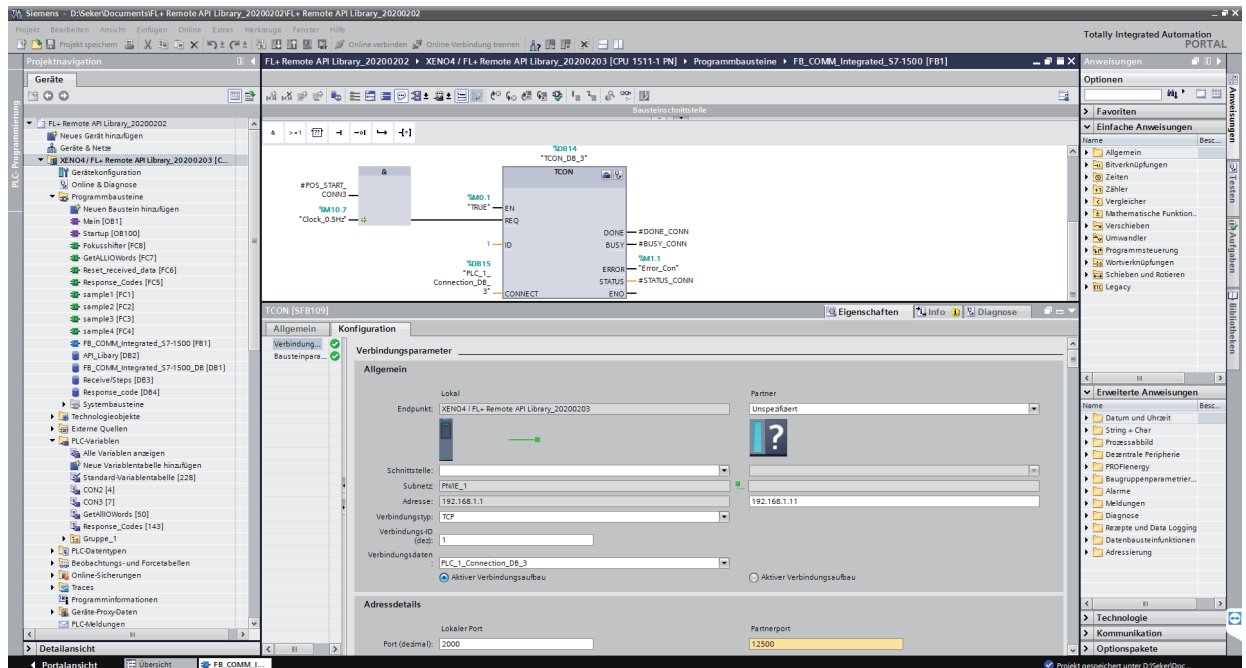 Siemens - D:\Seker\Documents\FL+ Remote API Library_20200202\FL+ Remote API Library_20200202
Projekt Bearbeiten Ansicht Einfügen Online Extras Werkzeuge Fenster Hilfe
Totally Integrated Automation
PORTAL
Projekt speichern Online verbinden Online-Verbindung trennen
Projektnavigation
FL+ Remote API Library_20200202 ▸ XENO4 / FL+ Remote API Library_20200203 [CPU 1511-1 PN] ▸ Programmbausteine ▸ FB_COMM_Integrated_S7-1500 [FB1]
Anweisungen
Geräte
Optionen
PLC-Programmierung
FL+ Remote API Library_20200202
Neues Gerät hinzufügen
Geräte & Netze
XENO4 / FL+ Remote API Library_20200203 [C...
Gerätekonfiguration
Online & Diagnose
Programmbausteine
Neuen Baustein hinzufügen
Main [OB1]
Startup [OB100]
Fokusshifter [FC8]
GetALLIOWords [FC7]
Reset_received_data [FC6]
Response_Codes [FC5]
sample1 [FC1]
sample2 [FC2]
sample3 [FC3]
sample4 [FC4]
FB_COMM_Integrated_S7-1500 [FB1]
API_Libary [DB2]
FB_COMM_Integrated_S7-1500_DB [DB1]
Receive/Steps [DB3]
Response_code [DB4]
Systembausteine
Technologieobjekte
Externe Quellen
PLC-Variablen
Alle Variablen anzeigen
Neue Variablentabelle hinzufügen
Standard-Variablentabelle [228]
CON2 [4]
CON3 [7]
GetAllIOWords [50]
Response_Codes [143]
Gruppe_1
PLC-Datentypen
Beobachtungs- und Forcetabellen
Online-Sicherungen
Traces
Programminformationen
Geräte-Proxy-Daten
PLC-Meldungen
Detailansicht
Bausteinschnittstelle
& >=1 ??
%DB14
"TCON_DB_3"
TCON
&
#POS_START_
CONN3
%M10.7
"Clock_0.5Hz"
%M0.1
"TRUE"
EN
REQ
1
ID
%DB15
"PLC_1_
Connection_DB_
3"
CONNECT
DONE
#DONE_CONN
BUSY
#BUSY_CONN
%M1.1
ERROR
"Error_Con"
STATUS
#STATUS_CONN
ENO
TCON [SFB109]
Eigenschaften
Info
Diagnose
Allgemein
Konfiguration
Verbindung...
Bausteinpara...
Verbindungsparameter
Allgemein
Lokal
Partner
Endpunkt:
XENO4 / FL+ Remote API Library_20200203
Unspezifiziert
?
Schnittstelle:
Subnetz:
PN/IE_1
Adresse:
192.168.1.1
192.168.1.11
Verbindungstyp:
TCP
Verbindungs-ID
(dez):
1
Verbindungsdaten
:
PLC_1_Connection_DB_3
Aktiver Verbindungsaufbau
Aktiver Verbindungsaufbau
Adressdetails
Lokaler Port
Partnerport
Port (dezimal):
2000
12500
Favoriten
Einfache Anweisungen
Name
Besc...
Allgemein
Bitverknüpfungen
Zeiten
Zähler
Vergleicher
Mathematische Funktion..
Verschieben
Umwandler
Programmsteuerung
Wortverknüpfungen
Schieben und Rotieren
Legacy
Erweiterte Anweisungen
Name
Besc...
Datum und Uhrzeit
String + Char
Prozessabbild
Dezentrale Peripherie
PROFIenergy
Baugruppenparametrier...
Alarme
Meldungen
Diagnose
Rezepte und Data Logging
Datenbausteinfunktionen
Adressierung
Technologie
Kommunikation
Optionspakete
Anweisungen
Testen
Aufgaben
Bibliotheken
Portalansicht
Übersicht
FB_COMM_I...
Projekt gespeichert unter D:\Seker\Doc...